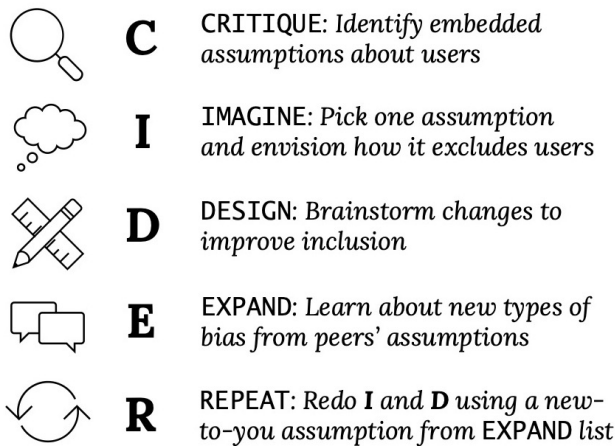 C
CRITIQUE: Identify embedded
assumptions about users
I
IMAGINE: Pick one assumption
and envision how it excludes users
D
DESIGN: Brainstorm changes to
improve inclusion
E
EXPAND: Learn about new types of
bias from peers’ assumptions
R
REPEAT: Redo I and D using a new-
to-you assumption from EXPAND list